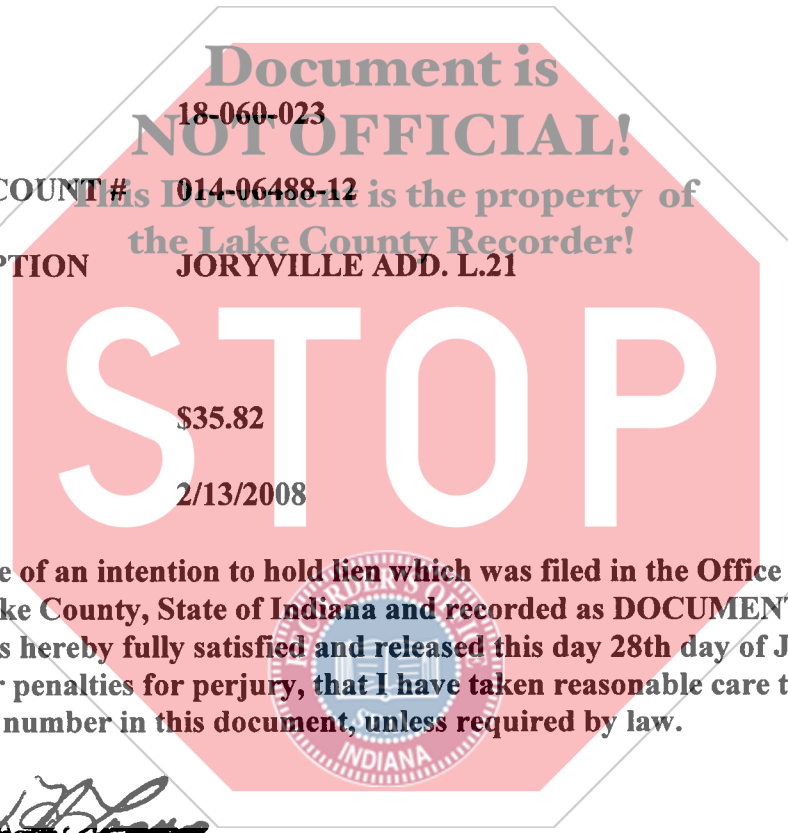 Document is
18-060-023
NOT OFFICIAL!
COUNT # 014-06488-12
This Document is the property of
the Lake County Recorder!
PTION JORYVILLE ADD. L.21
STOP
$35.82
2/13/2008
e of an intention to hold lien which was filed in the Office
ke County, State of Indiana and recorded as DOCUMENT
s hereby fully satisfied and released this day 28th day of J
r penalties for perjury, that I have taken reasonable care t
number in this document, unless required by law.
RECORDER'S OFFICE
INDIANA